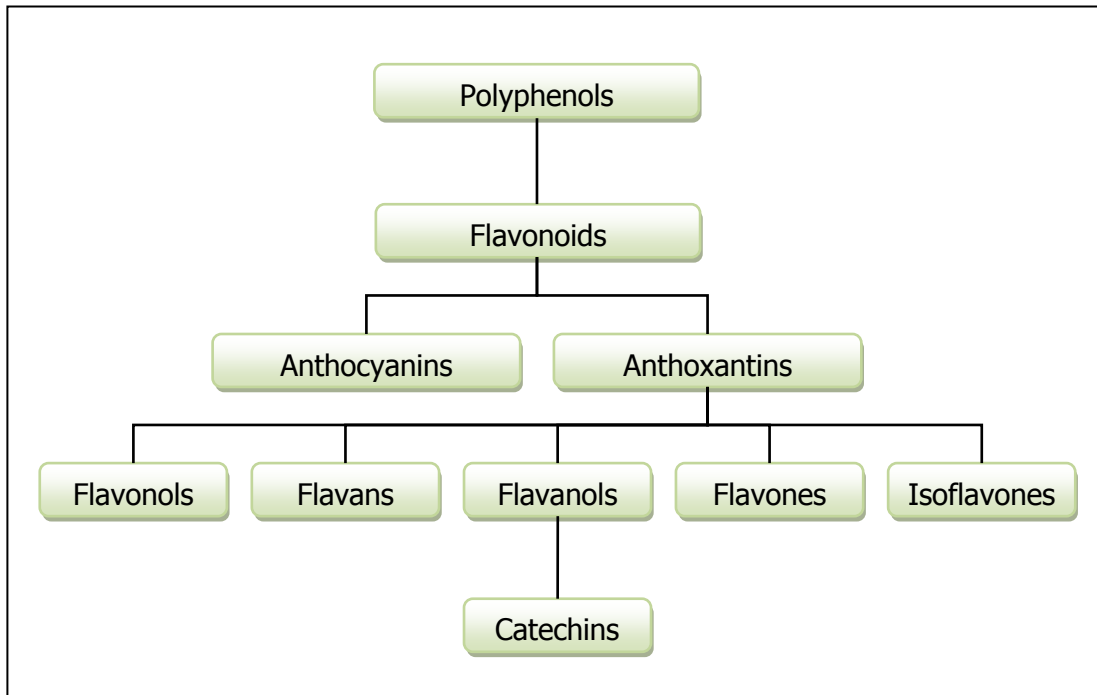 Polyphenols
Flavonoids
Anthocyanins
Anthoxantins
Flavonols
Flavans
Flavanols
Flavones
Isoflavones
Catechins